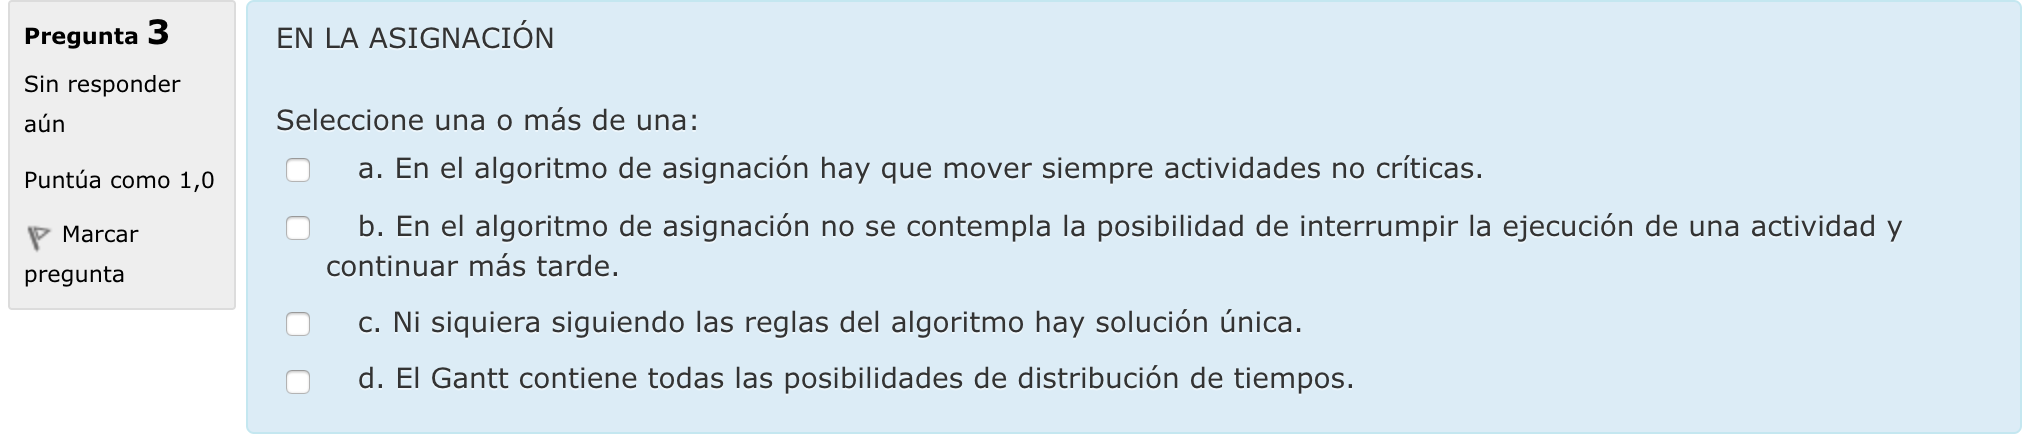 Pregunta 3
Sin responder
aún
Puntúa como 1,0
Marcar
pregunta
EN LA ASIGNACIÓN
Seleccione una o más de una:
a. En el algoritmo de asignación hay que mover siempre actividades no críticas.
b. En el algoritmo de asignación no se contempla la posibilidad de interrumpir la ejecución de una actividad y
continuar más tarde.
c. Ni siquiera siguiendo las reglas del algoritmo hay solución única.
d. El Gantt contiene todas las posibilidades de distribución de tiempos.